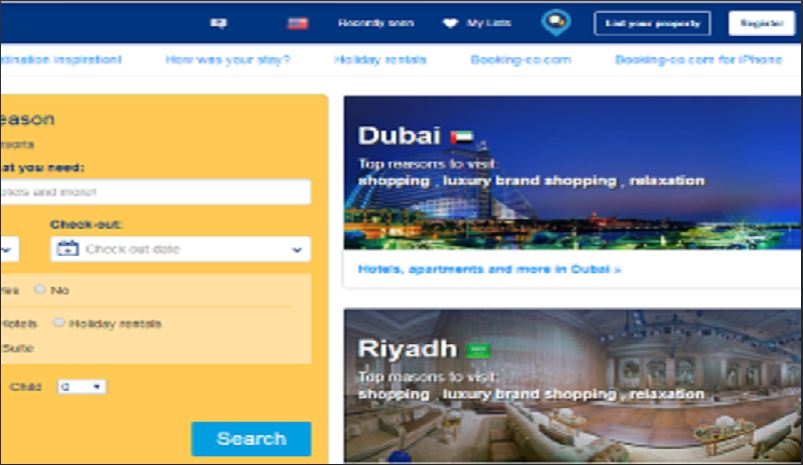 Recently seen My Lists List your property Register
stination inspiration! How was your stay? Holiday rentals Booking-co.com Booking-co.com for iPhone
eason
esorts
at you need:
otels and more!
Check-out:
Check out date
Yes No
Hotels Holiday rentals
Suite
Child 0
Search
Dubai
Top reasons to visit:
shopping , luxury brand shopping , relaxation
Hotels, apartments and more in Dubai »
Riyadh
Top reasons to visit:
shopping , luxury brand shopping , relaxation